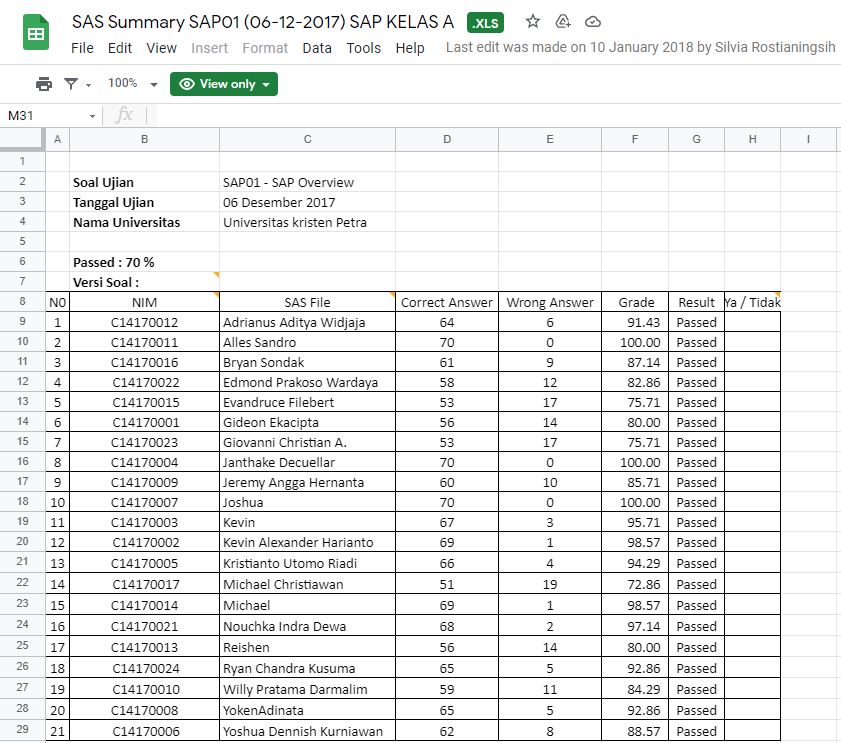 SAS Summary SAP01 (06-12-2017) SAP KELAS A .XLS
File Edit View Insert Format Data Tools Help Last edit was made on 10 January 2018 by Silvia Rostianingsih
100% View only
M31 fx
A B C D E F G H I
1
2 Soal Ujian SAP01 - SAP Overview
3 Tanggal Ujian 06 Desember 2017
4 Nama Universitas Universitas kristen Petra
5
6 Passed : 70 %
7 Versi Soal :
8 NO NIM SAS File Correct Answer Wrong Answer Grade Result Ya / Tidak
9 1 C14170012 Adrianus Aditya Widjaja 64 6 91.43 Passed
10 2 C14170011 Alles Sandro 70 0 100.00 Passed
11 3 C14170016 Bryan Sondak 61 9 87.14 Passed
12 4 C14170022 Edmond Prakoso Wardaya 58 12 82.86 Passed
13 5 C14170015 Evandruce Filebert 53 17 75.71 Passed
14 6 C14170001 Gideon Ekacipta 56 14 80.00 Passed
15 7 C14170023 Giovanni Christian A. 53 17 75.71 Passed
16 8 C14170004 Janthake Decuellar 70 0 100.00 Passed
17 9 C14170009 Jeremy Angga Hernanta 60 10 85.71 Passed
18 10 C14170007 Joshua 70 0 100.00 Passed
19 11 C14170003 Kevin 67 3 95.71 Passed
20 12 C14170002 Kevin Alexander Harianto 69 1 98.57 Passed
21 13 C14170005 Kristianto Utomo Riadi 66 4 94.29 Passed
22 14 C14170017 Michael Christiawan 51 19 72.86 Passed
23 15 C14170014 Michael 69 1 98.57 Passed
24 16 C14170021 Nouchka Indra Dewa 68 2 97.14 Passed
25 17 C14170013 Reishen 56 14 80.00 Passed
26 18 C14170024 Ryan Chandra Kusuma 65 5 92.86 Passed
27 19 C14170010 Willy Pratama Darmalim 59 11 84.29 Passed
28 20 C14170008 YokenAdinata 65 5 92.86 Passed
29 21 C14170006 Yoshua Dennish Kurniawan 62 8 88.57 Passed